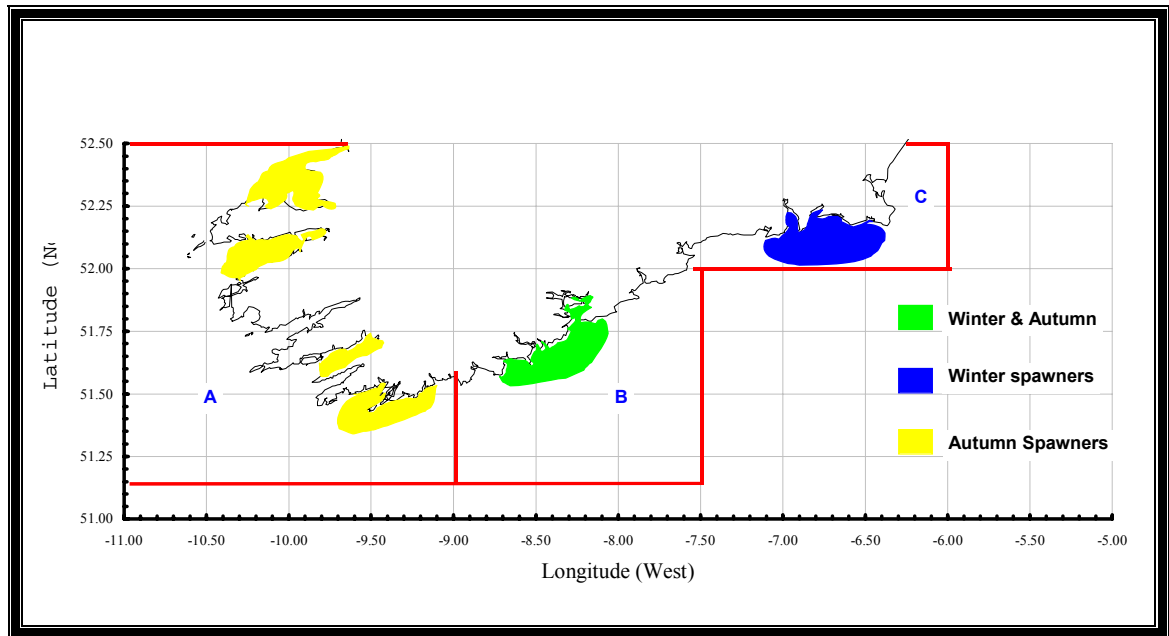 52.50
52.25
52.00
51.75
51.50
51.25
51.00
Latitude (N
A
B
C
Winter & Autumn
Winter spawners
Autumn Spawners
-11.00 -10.50 -10.00 -9.50 -9.00 -8.50 -8.00 -7.50 -7.00 -6.50 -6.00 -5.50 -5.00
Longitude (West)